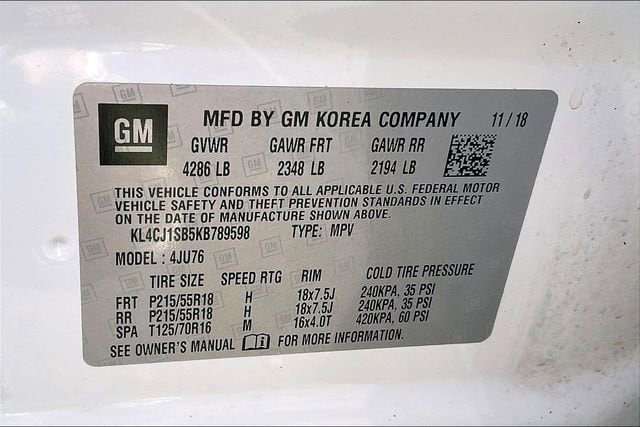 GM MFD BY GM KOREA COMPANY 11/18
GVWR GAWR FRT GAWR RR
4286 LB 2348 LB 2194 LB
THIS VEHICLE CONFORMS TO ALL APPLICABLE U.S. FEDERAL MOTOR
VEHICLE SAFETY AND THEFT PREVENTION STANDARDS IN EFFECT
ON THE DATE OF MANUFACTURE SHOWN ABOVE.
KL4CJ1SB5KB789598 TYPE: MPV
MODEL: 4JU76
TIRE SIZE SPEED RTG RIM COLD TIRE PRESSURE
FRT P215/55R18 H 18x7.5J 240KPA, 35 PSI
RR P215/55R18 H 18x7.5J 240KPA, 35 PSI
SPA T125/70R16 M 16x4.0T 420KPA, 60 PSI
SEE OWNER'S MANUAL FOR MORE INFORMATION.